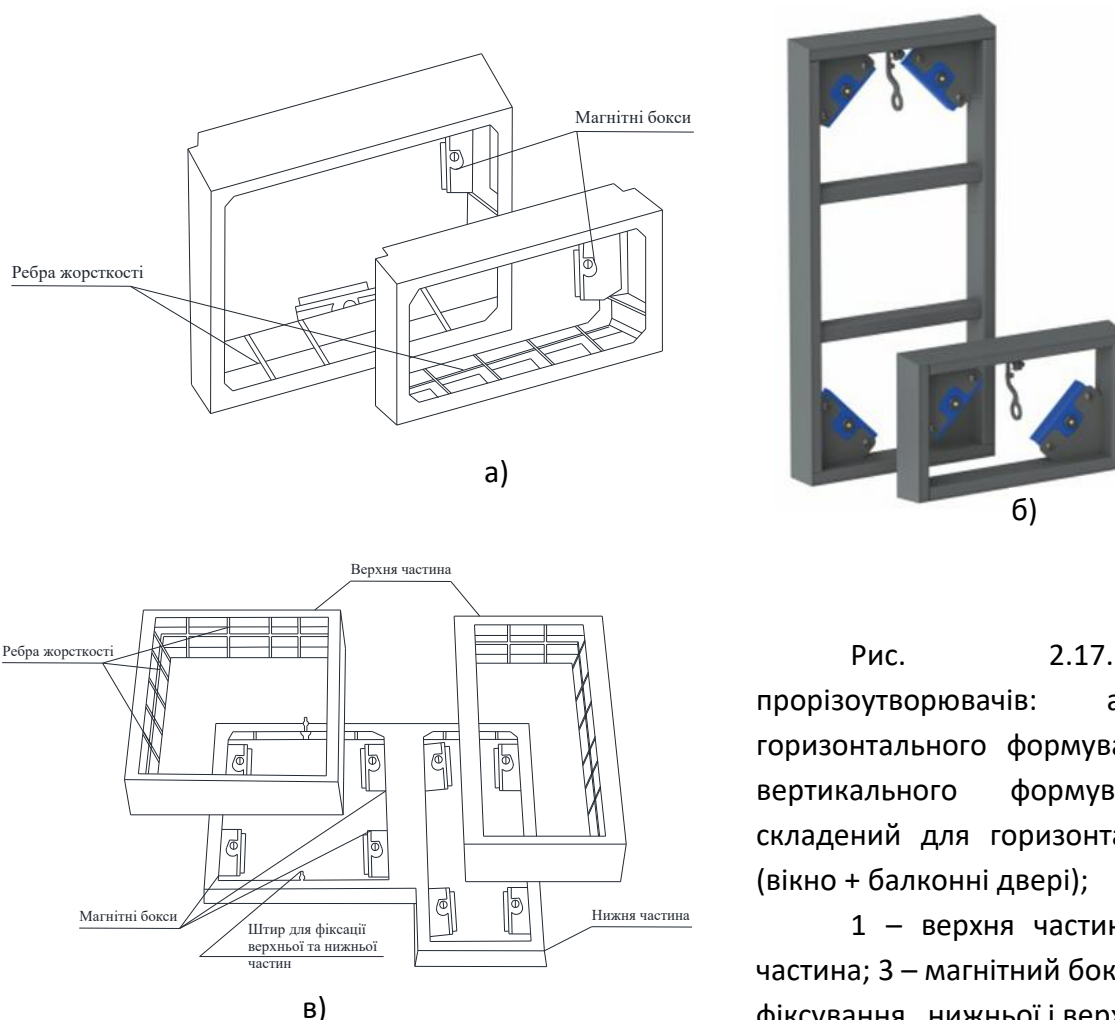 Магнітні бокси
Ребра жорсткості
а)
б)
Верхня частина
Ребра жорсткості
Магнітні бокси
Штир для фіксації
верхньої та нижньої
частин
Нижня частина
в)
Рис. 2.17.
прорізоутворювачів: а
горизонтального формува
вертикального формув
складений для горизонта
(вікно + балконні двері);
1 – верхня частин
частина; 3 – магнітний бок
фіксування нижньої і верх